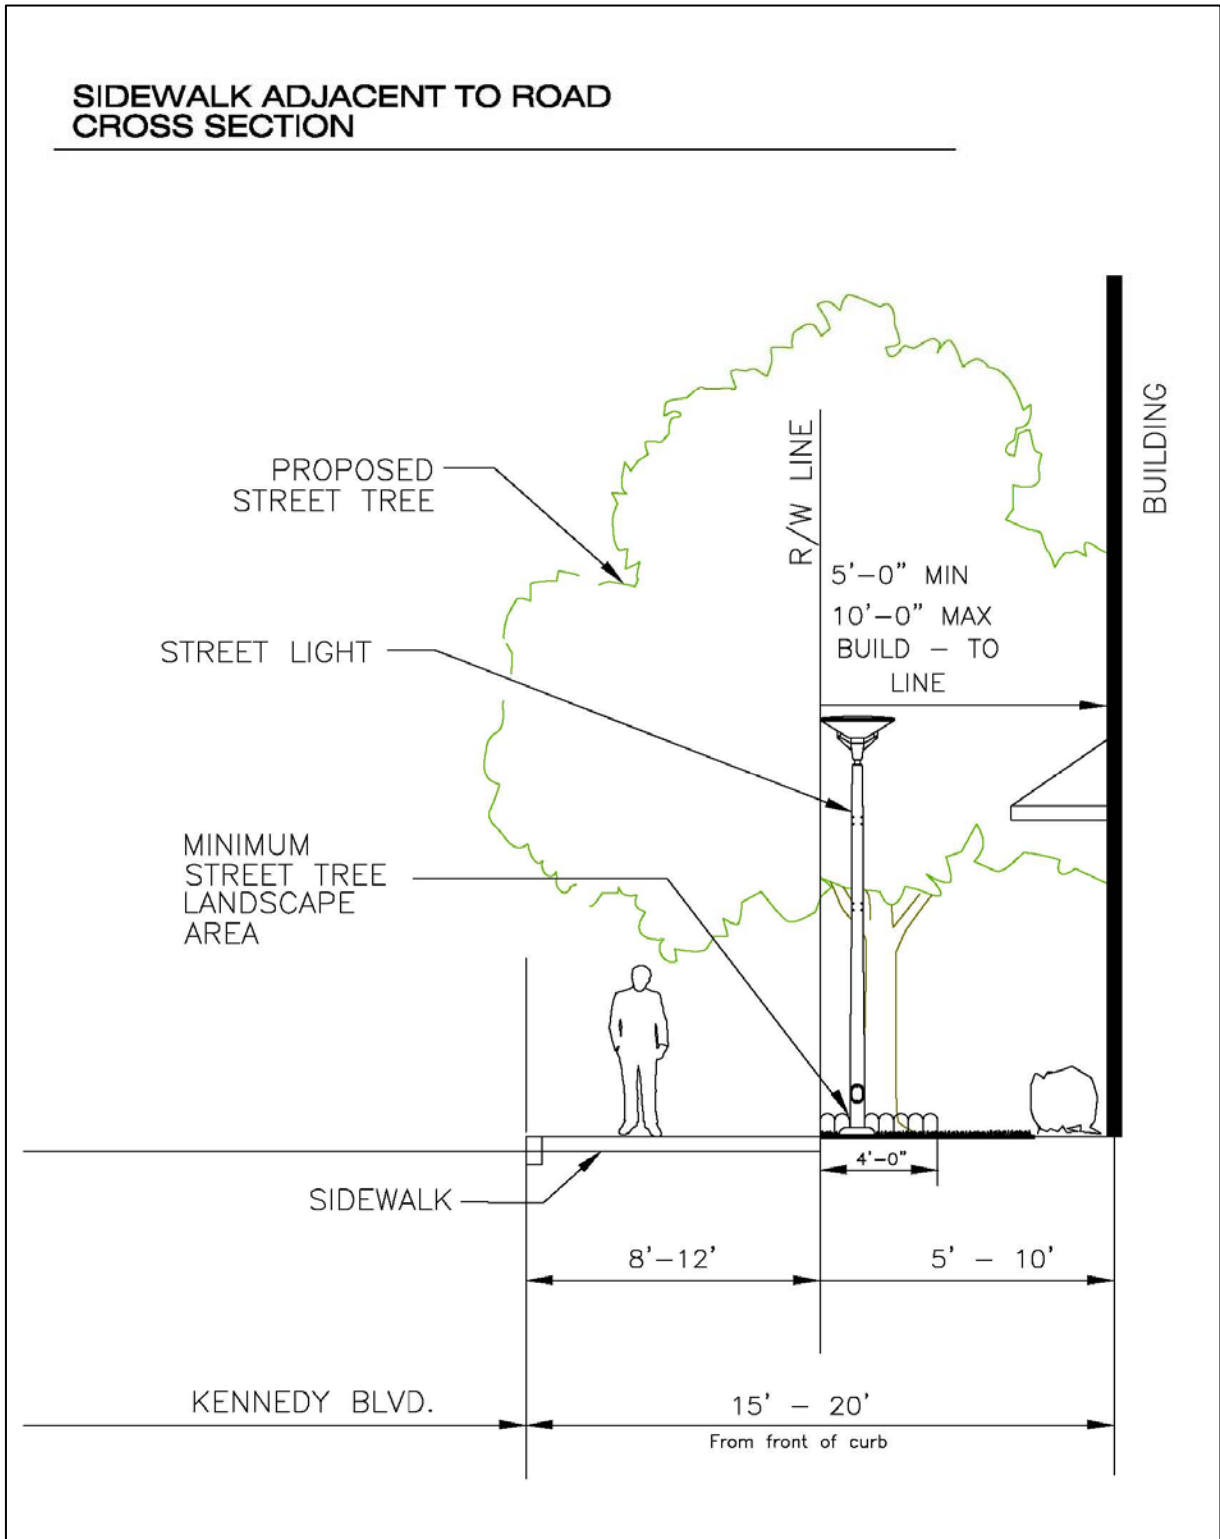 SIDEWALK ADJACENT TO ROAD
CROSS SECTION
BUILDING
R/W LINE
PROPOSED
STREET TREE
5'-0" MIN
10'-0" MAX
BUILD - TO
LINE
STREET LIGHT
MINIMUM
STREET TREE
LANDSCAPE
AREA
4'-0"
SIDEWALK
8'-12'
5' - 10'
KENNEDY BLVD.
15' - 20'
From front of curb